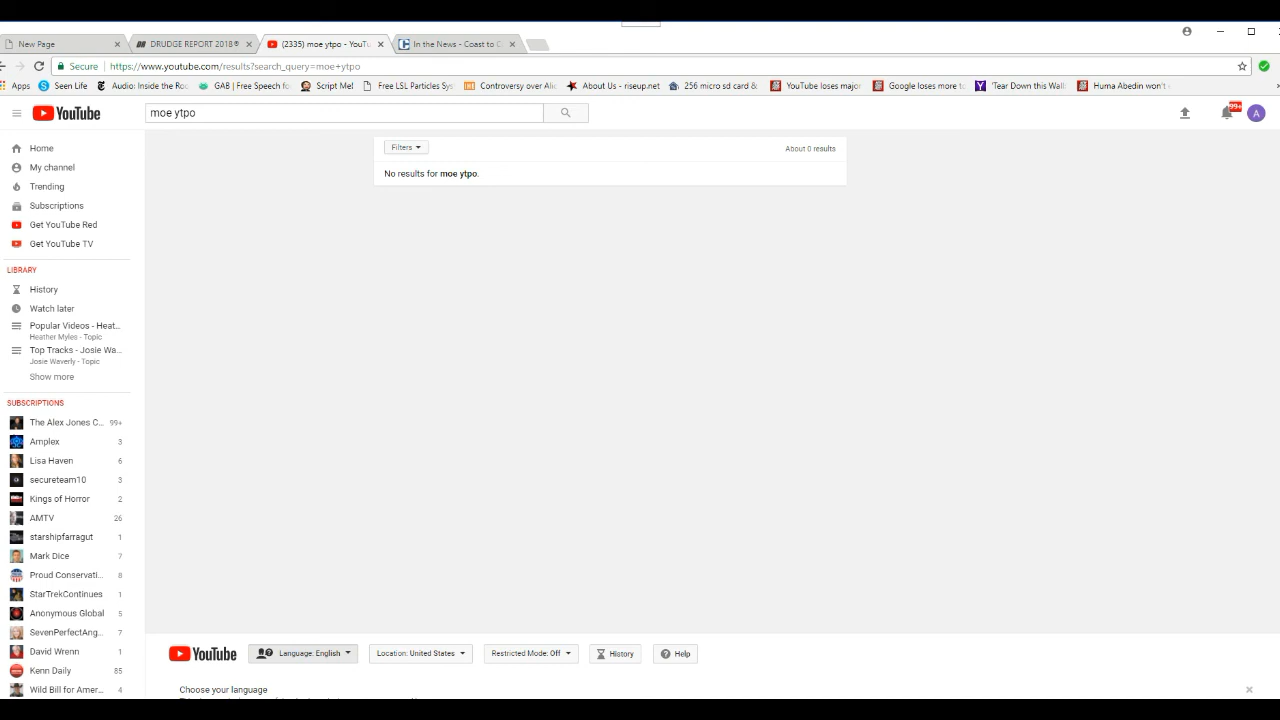 New Page
DRUDGE REPORT 2018®
(2335) moe ytpo - YouTu
In the News - Coast to C
Secure
https://www.youtube.com/results?search_query=moe+ytpo
Apps
Seen Life
Audio: Inside the Rou
GAB | Free Speech fo
Script Me!
Free LSL Particles Sys
Controversy over Alie
About Us - riseup.net
256 micro sd card &
YouTube loses major
Google loses more to
'Tear Down this Wall
Huma Abedin won't
YouTube
moe ytpo
99+
A
Filters
About 0 results
No results for moe ytpo.
Home
My channel
Trending
Subscriptions
Get YouTube Red
Get YouTube TV
LIBRARY
History
Watch later
Popular Videos - Heat...
Heather Myles - Topic
Top Tracks - Josie Wa...
Josie Waverly - Topic
Show more
SUBSCRIPTIONS
The Alex Jones C... 99+
Amplex 3
Lisa Haven 6
secureteam10 3
Kings of Horror 2
AMTV 26
starshipfarragut 1
Mark Dice 7
Proud Conservati... 8
StarTrekContinues 1
Anonymous Global 5
SevenPerfectAng... 7
David Wrenn 1
Kenn Daily 85
Wild Bill for Amer... 4
YouTube
Language: English
Location: United States
Restricted Mode: Off
History
Help
Choose your language